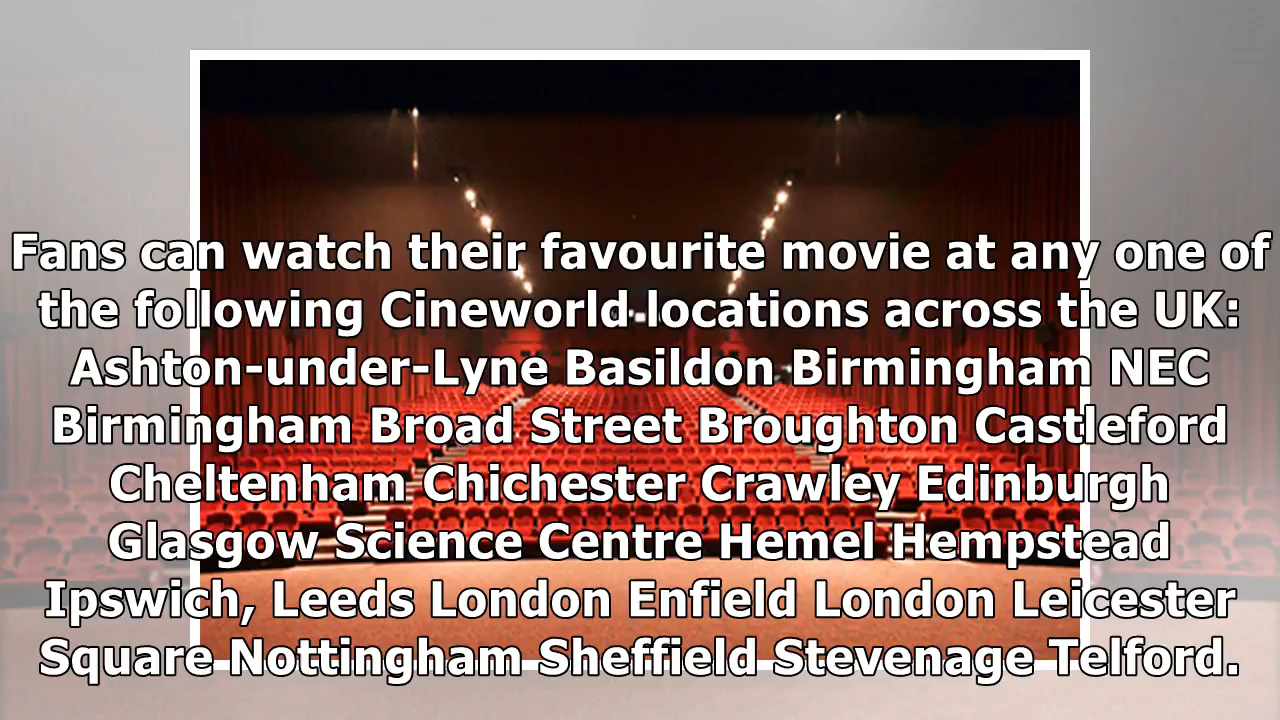 Fans can watch their favourite movie at any one of
the following Cineworld locations across the UK:
Ashton-under-Lyne Basildon Birmingham NEC
Birmingham Broad Street Broughton Castleford
Cheltenham Chichester Crawley Edinburgh
Glasgow Science Centre Hemel Hempstead
Ipswich, Leeds London Enfield London Leicester
Square Nottingham Sheffield Stevenage Telford.